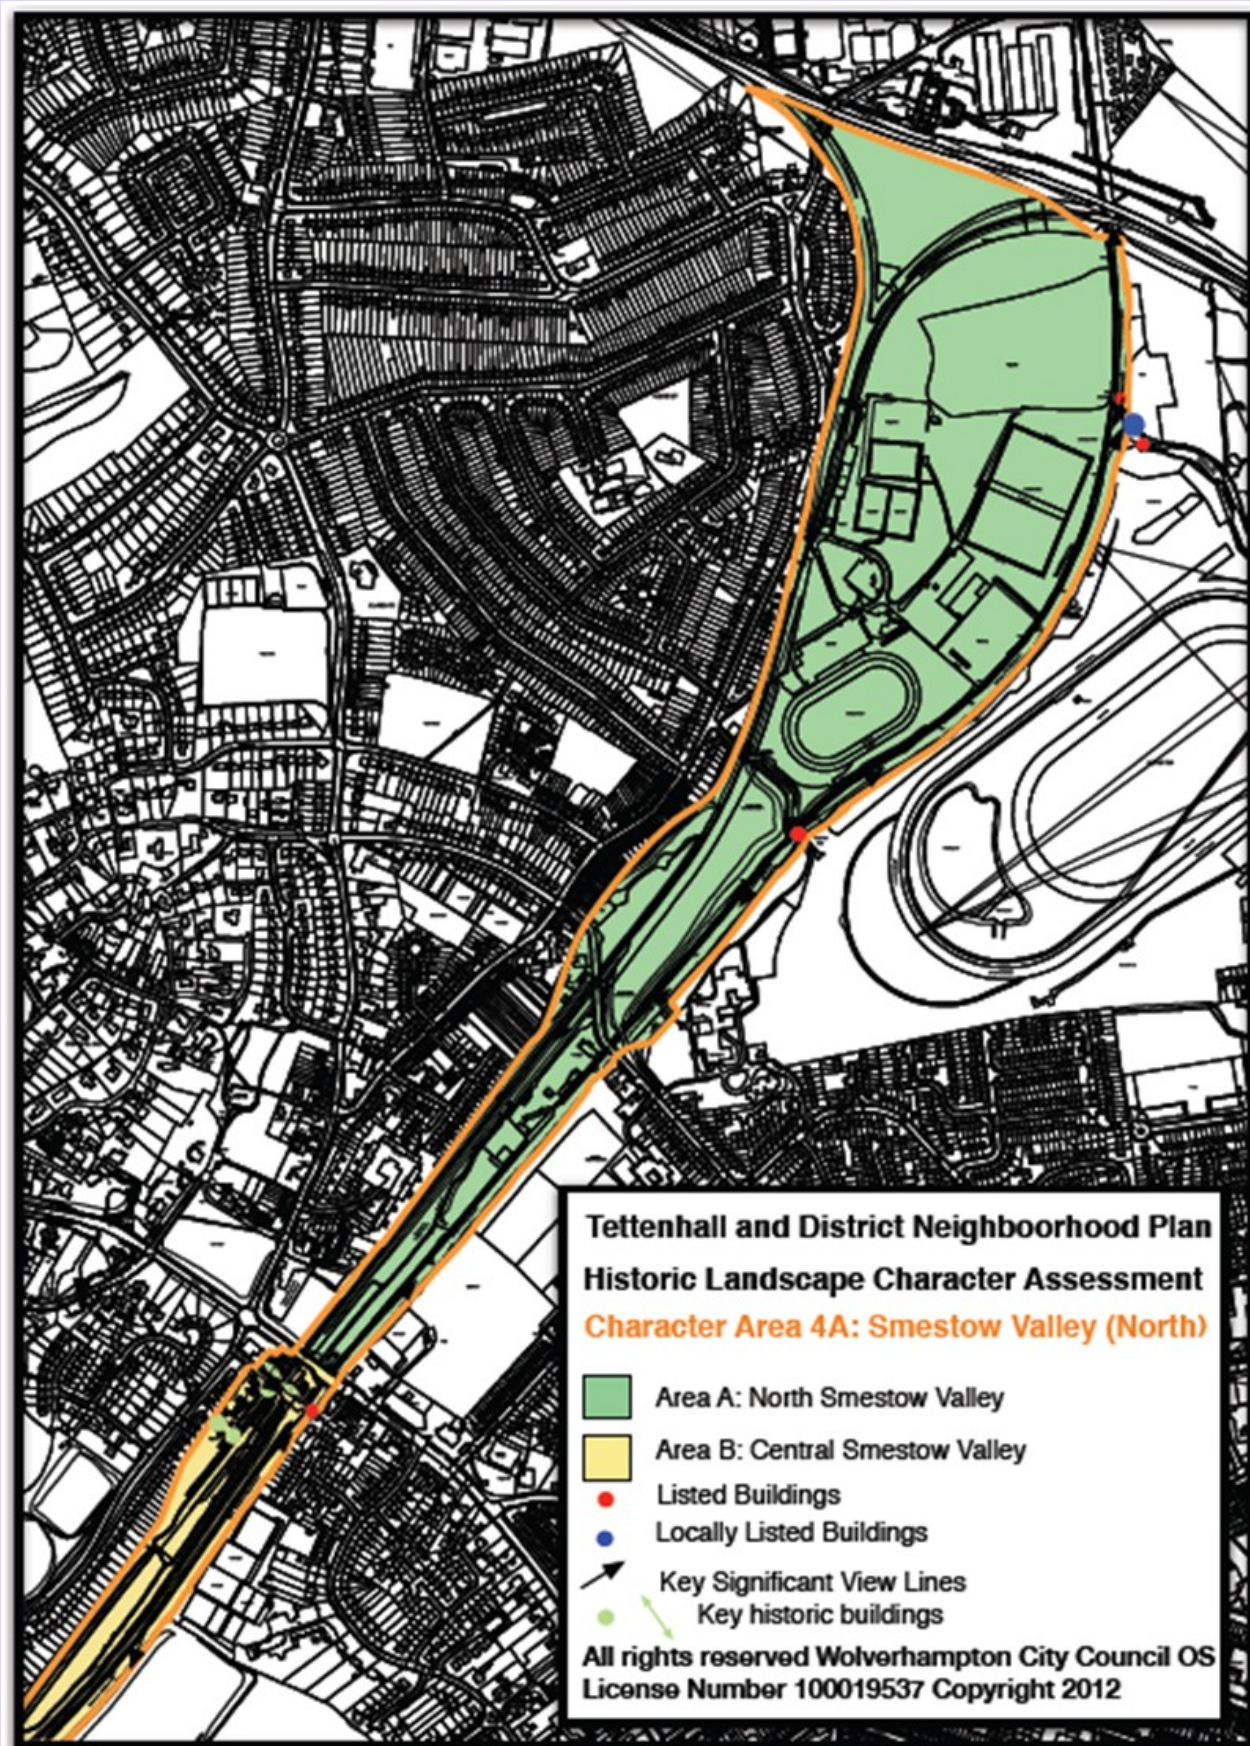 Tettenhall and District Neighboorhood Plan
Historic Landscape Character Assessment
Character Area 4A: Smestow Valley (North)
Area A: North Smestow Valley
Area B: Central Smestow Valley
Listed Buildings
Locally Listed Buildings
Key Significant View Lines
Key historic buildings
All rights reserved Wolverhampton City Council OS
License Number 100019537 Copyright 2012